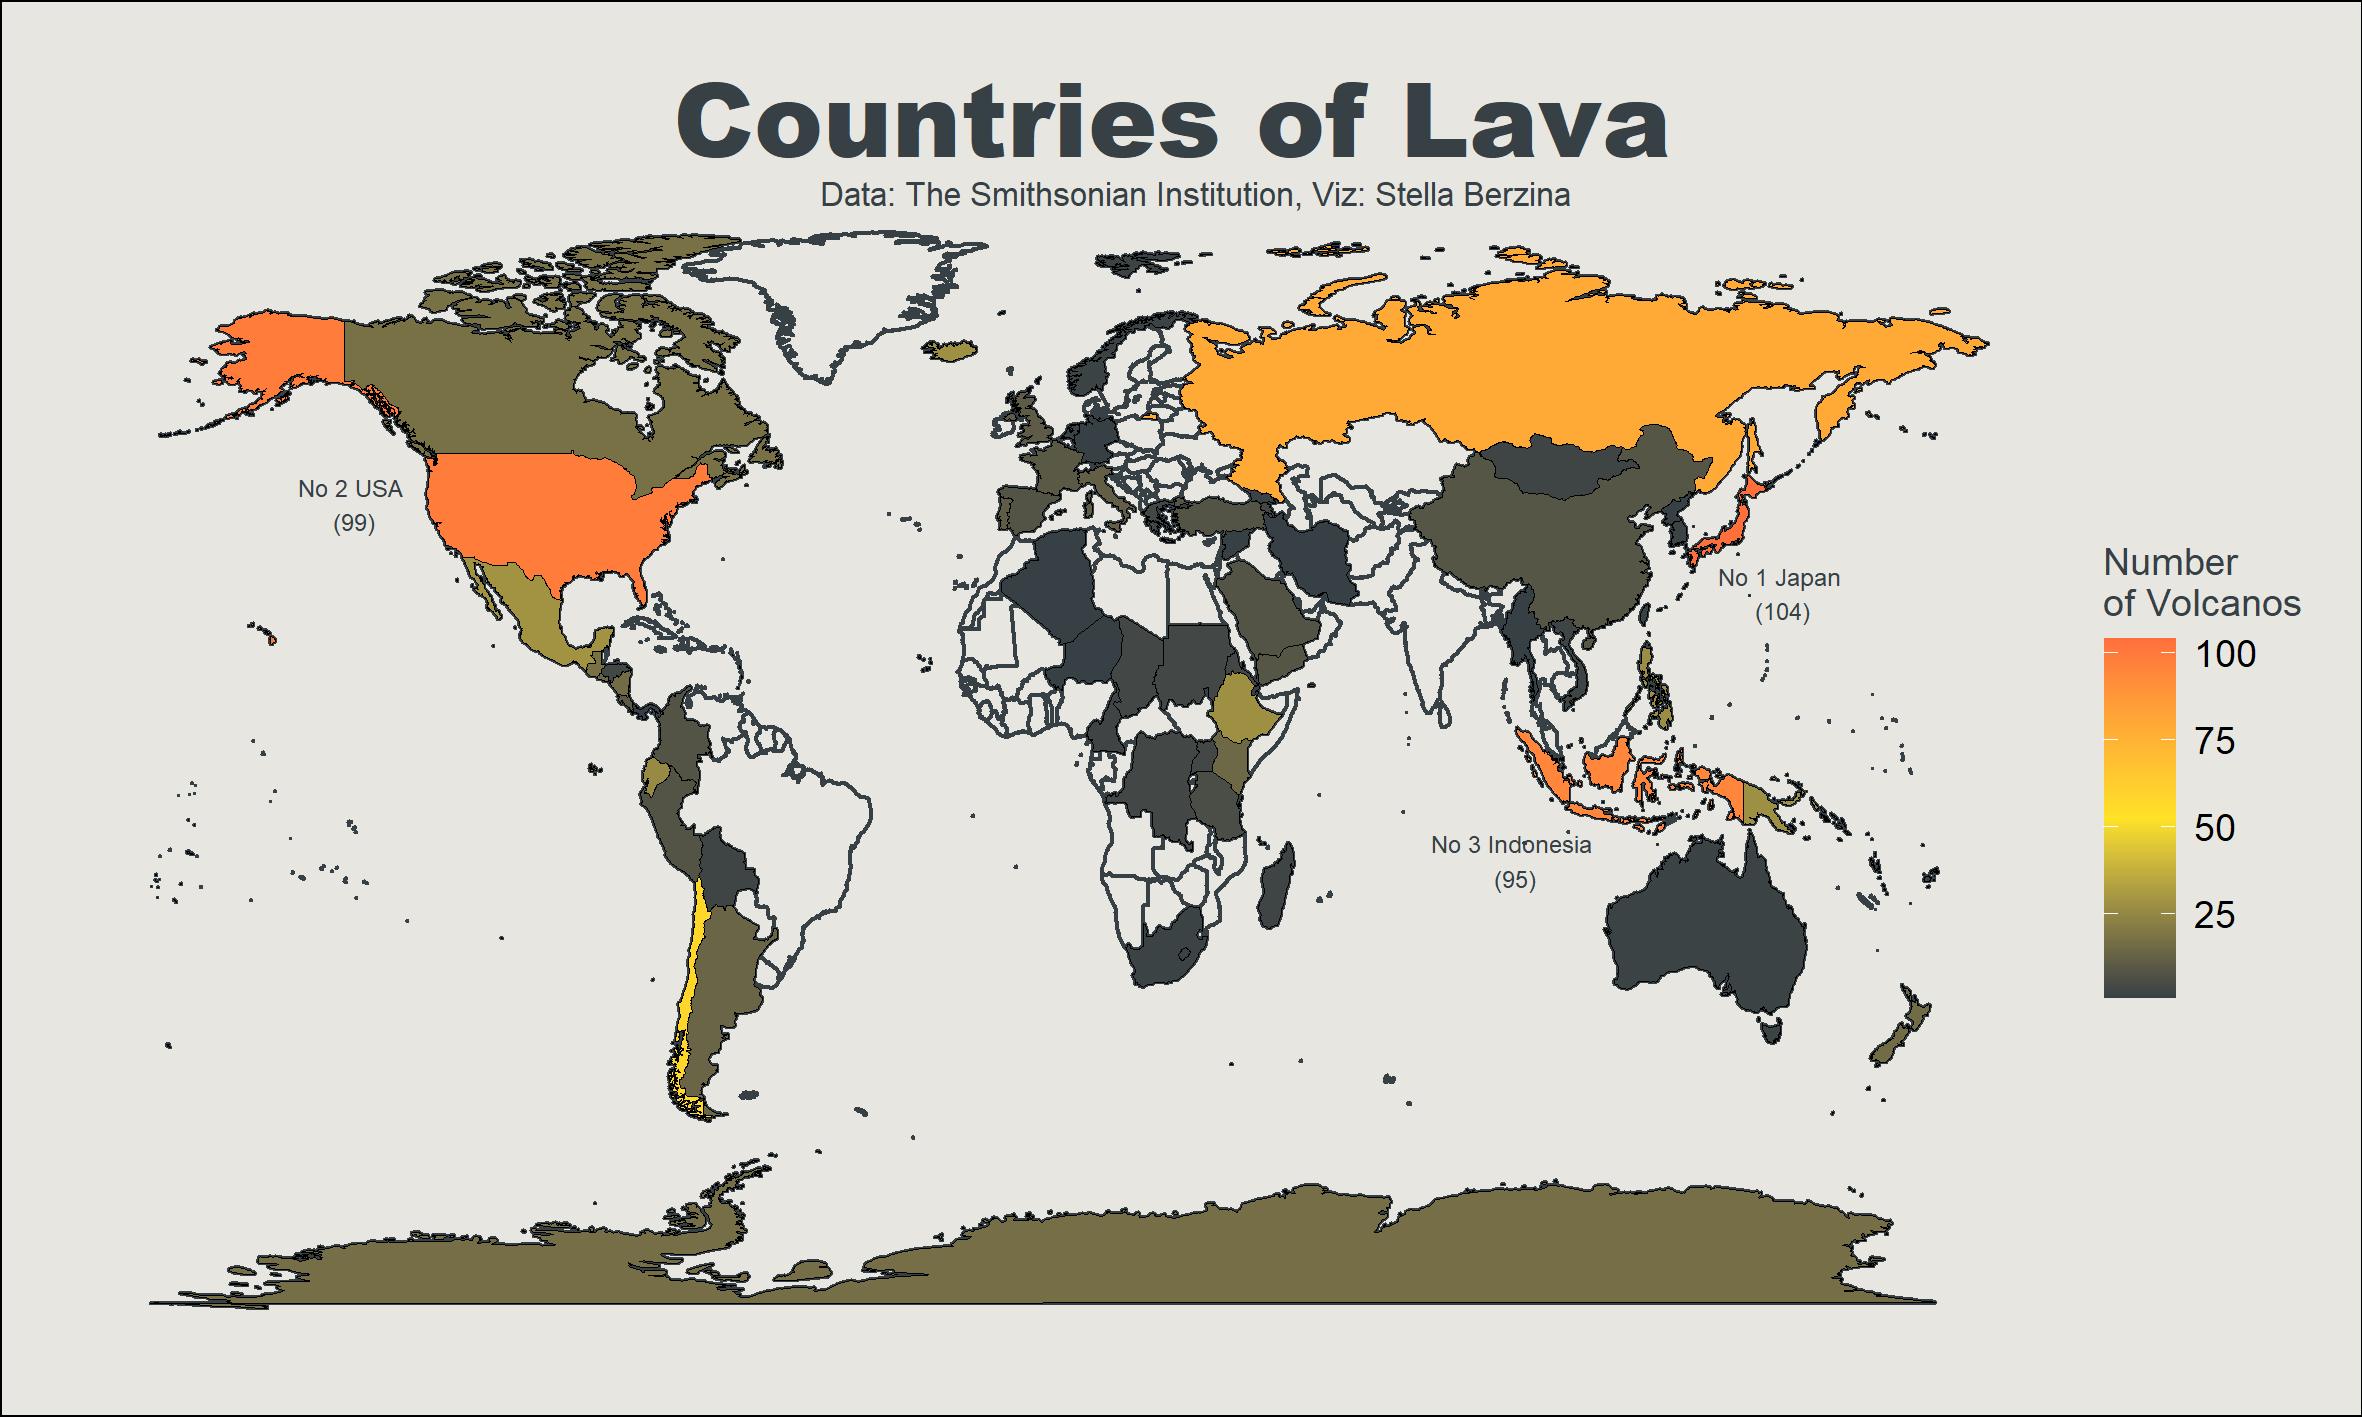 Countries of Lava
Data: The Smithsonian Institution, Viz: Stella Berzina
No 2 USA
(99)
No 1 Japan
(104)
No 3 Indonesia
(95)
Number
of Volcanos
100
75
50
25